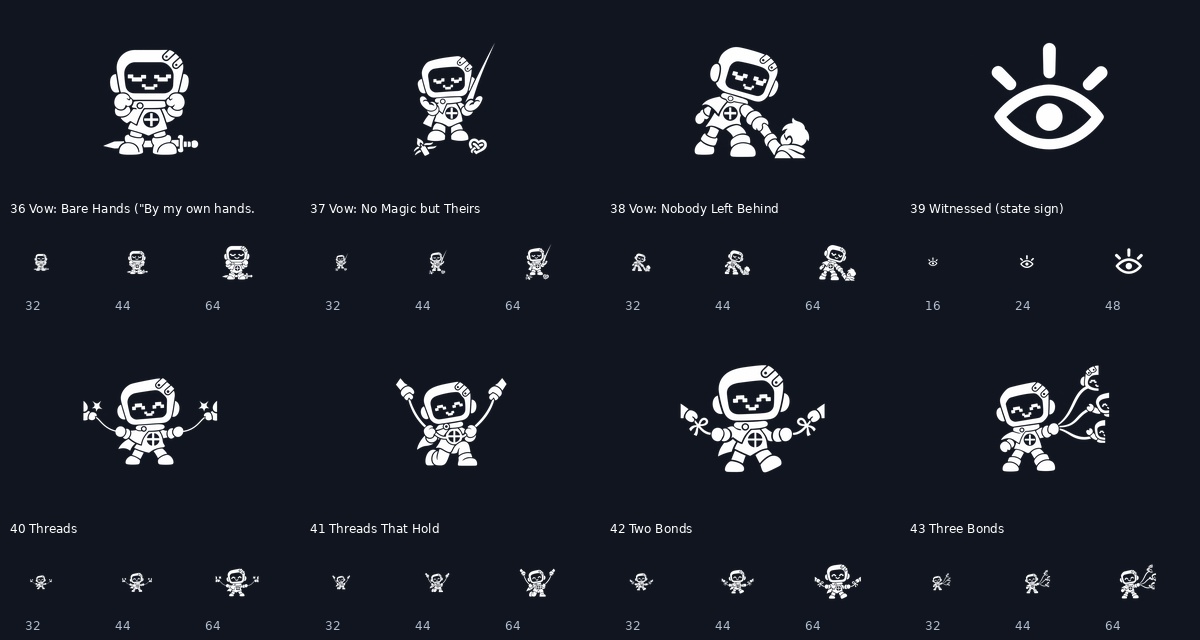 36 Vow: Bare Hands ("By my own hands.
37 Vow: No Magic but Theirs
38 Vow: Nobody Left Behind
39 Witnessed (state sign)
32 44 64
32 44 64
32 44 64
16 24 48
40 Threads
41 Threads That Hold
42 Two Bonds
43 Three Bonds
32 44 64
32 44 64
32 44 64
32 44 64